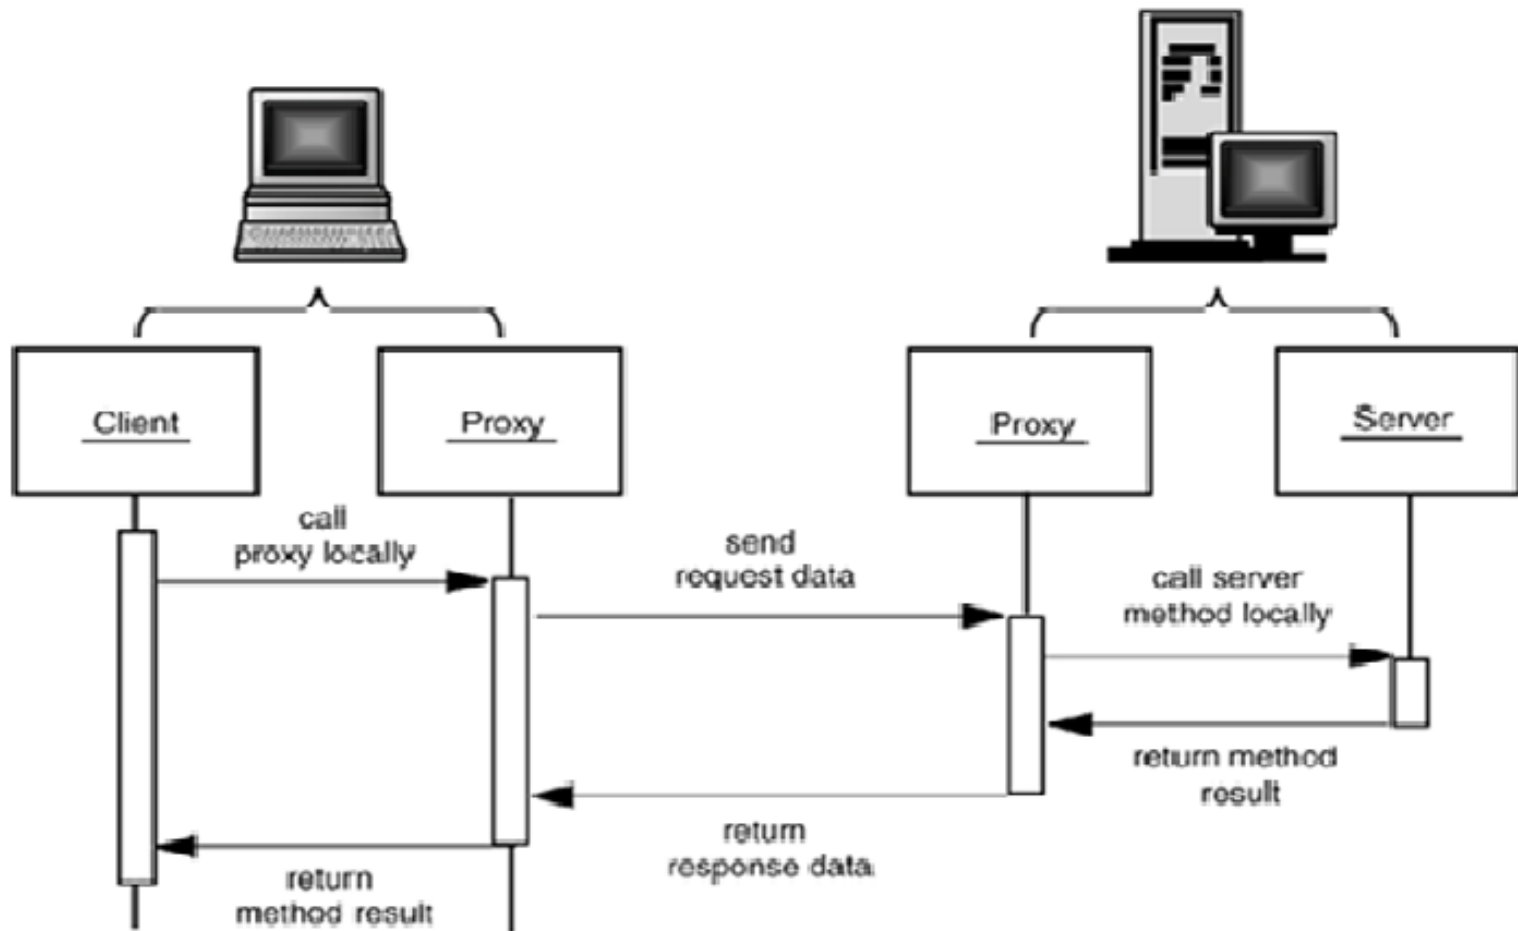 Client
Proxy
Proxy
Server
call
proxy locally
send
request data
call server
method locally
return method
result
return
response data
return
method result